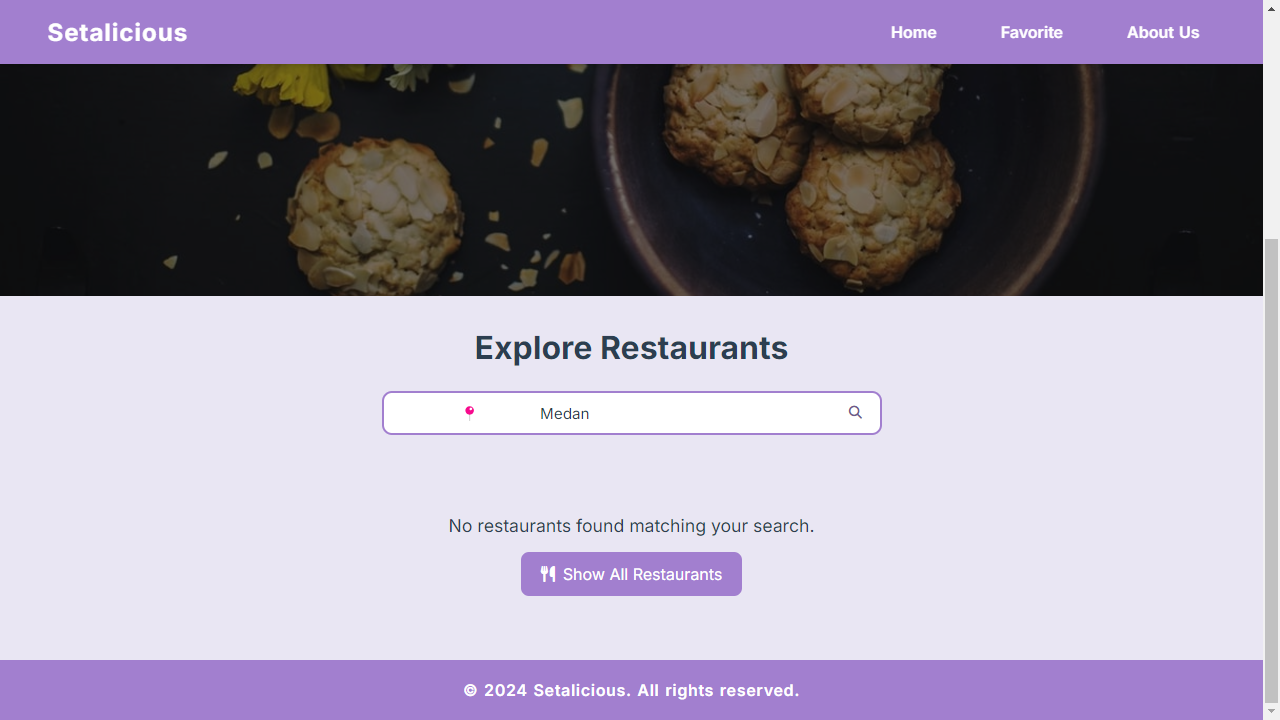 Setalicious
Home Favorite About Us
Explore Restaurants
Medan
No restaurants found matching your search.
Show All Restaurants
© 2024 Setalicious. All rights reserved.